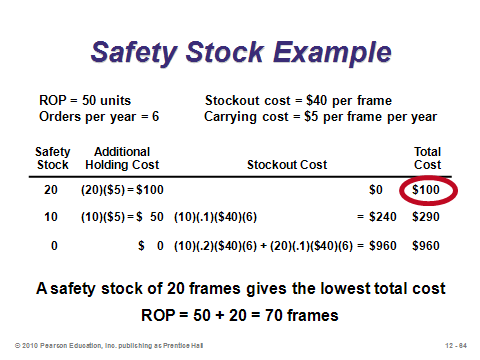 Safety Stock Example
ROP = 50 units Stockout cost = $40 per frame
Orders per year = 6 Carrying cost = $5 per frame per year
Safety Additional Total
Stock Holding Cost Stockout Cost Cost
20 (20)($5) = $100 $0 $100
10 (10)($5) = $ 50 (10)(.1)($40)(6) = $240 $290
0 $ 0 (10)(.2)($40)(6) + (20)(.1)($40)(6) = $960 $960
A safety stock of 20 frames gives the lowest total cost
ROP = 50 + 20 = 70 frames
© 2010 Pearson Education, Inc. publishing as Prentice Hall 12 - 64